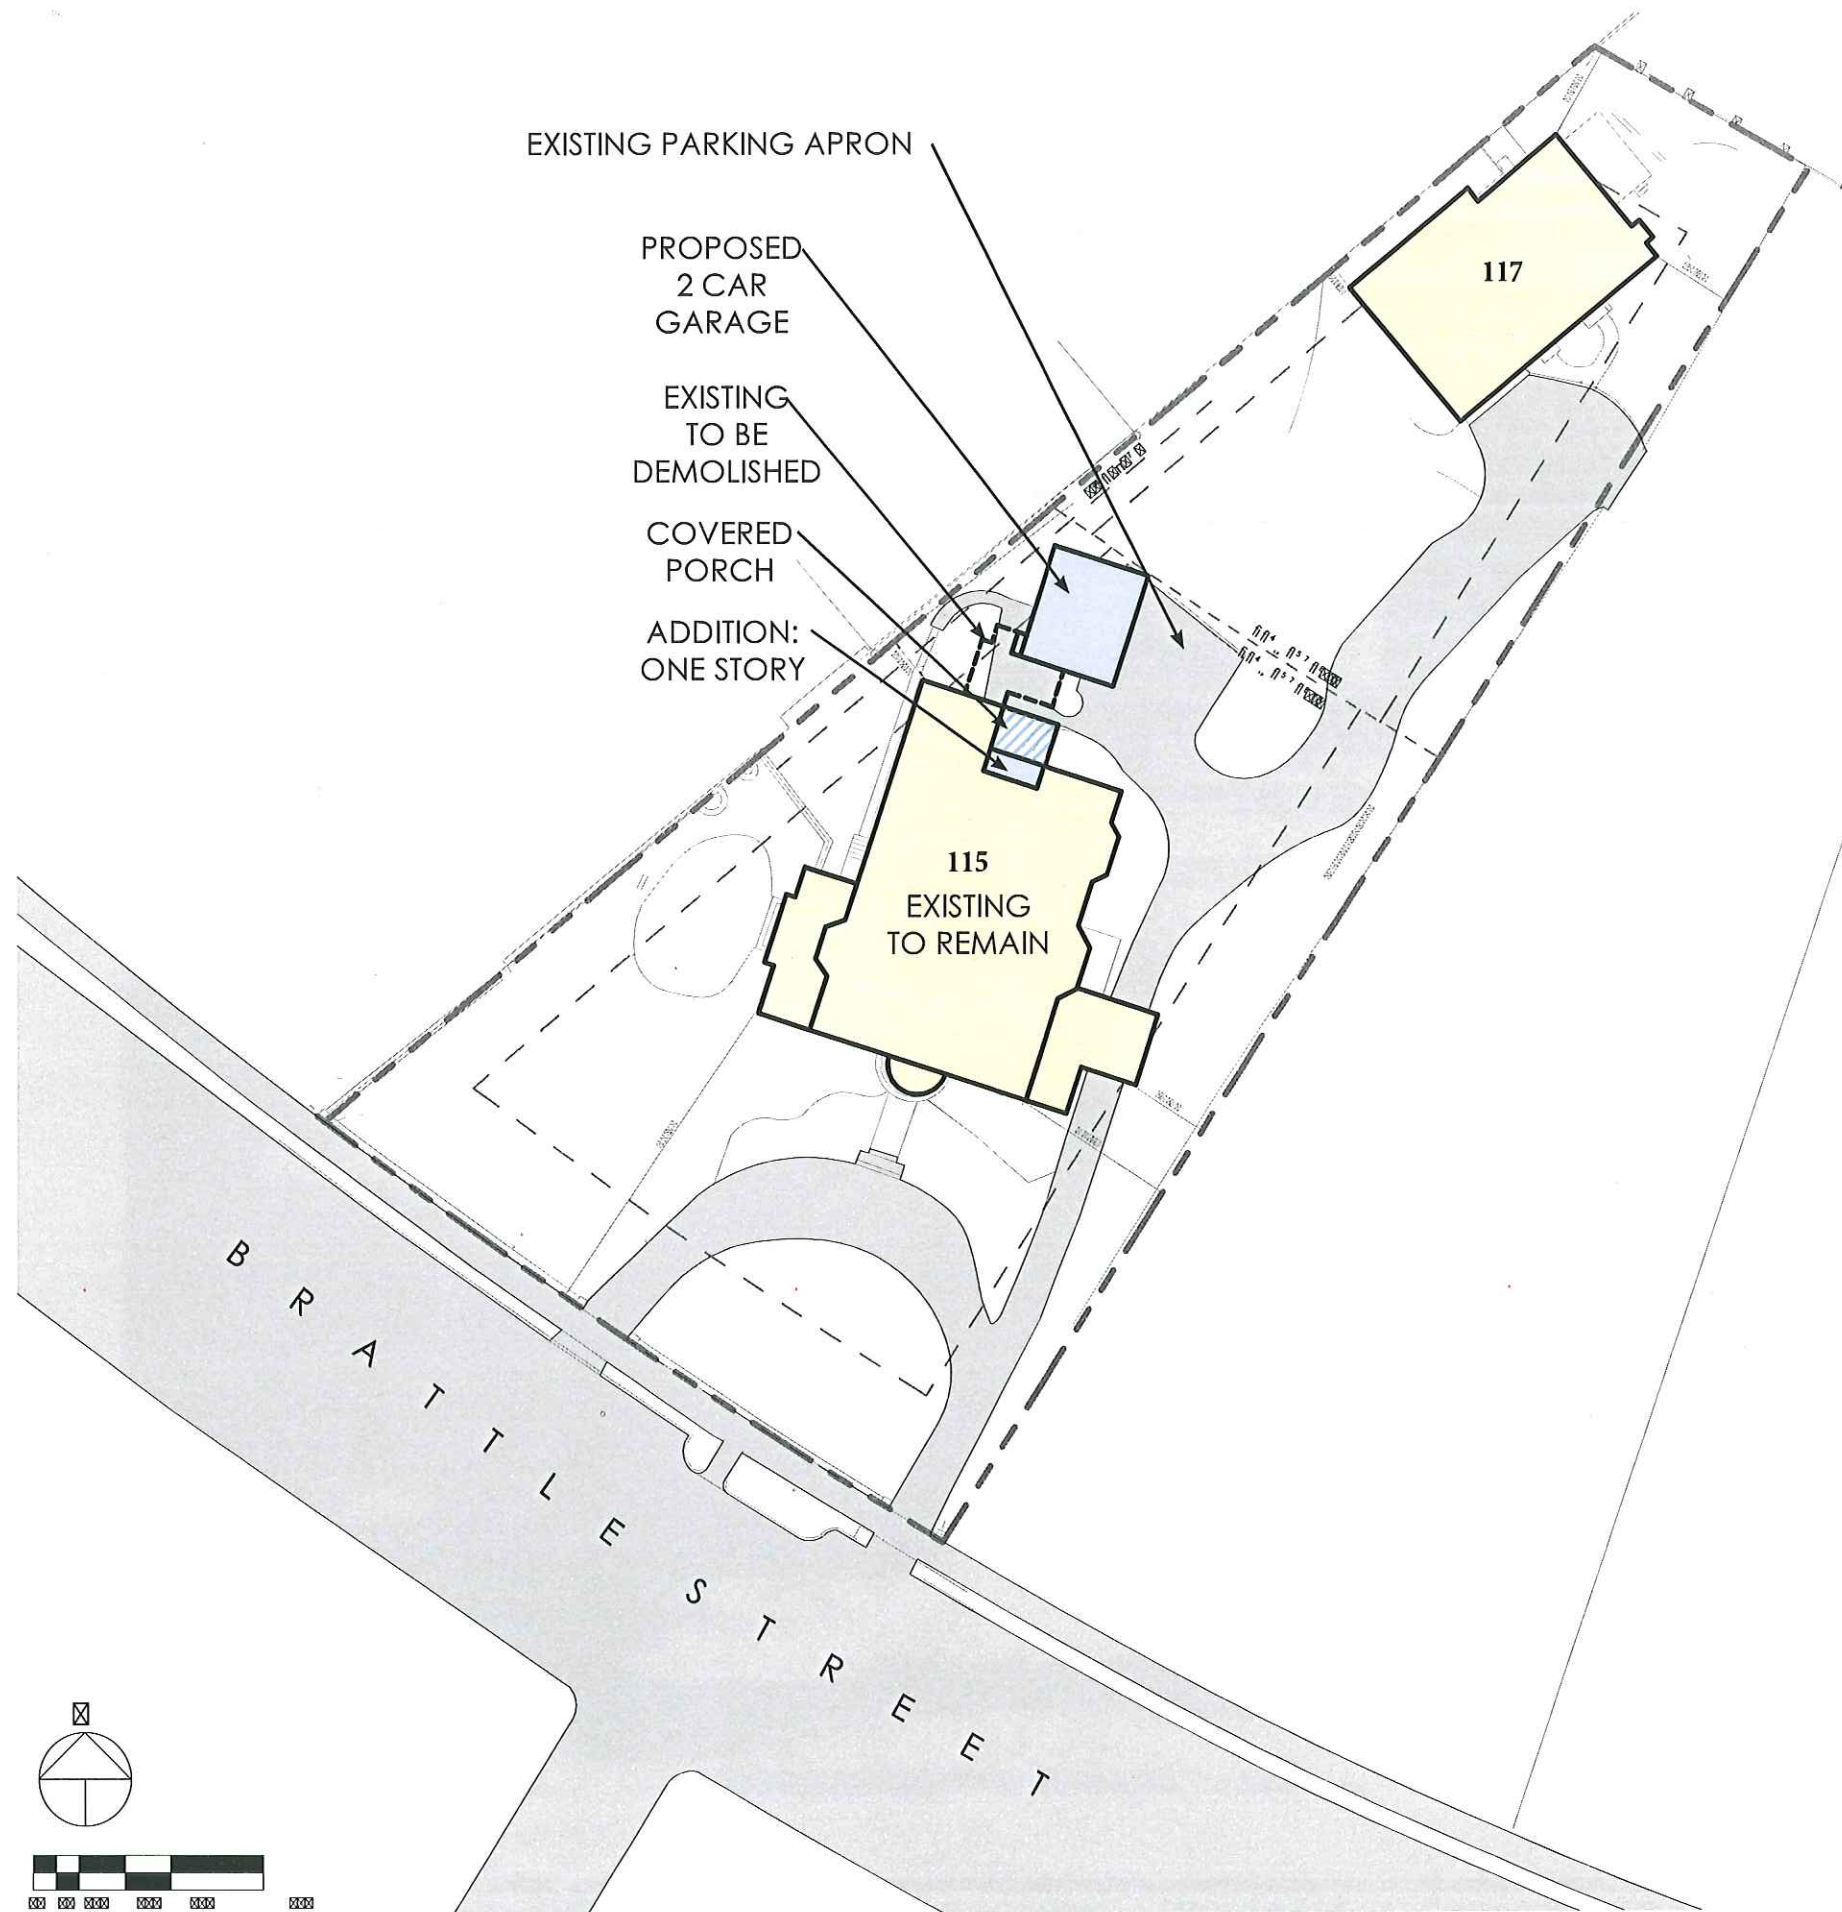 EXISTING PARKING APRON
PROPOSED
2 CAR
GARAGE
EXISTING
TO BE
DEMOLISHED
COVERED
PORCH
ADDITION:
ONE STORY
117
115
EXISTING
TO REMAIN
BRATTLE STREET